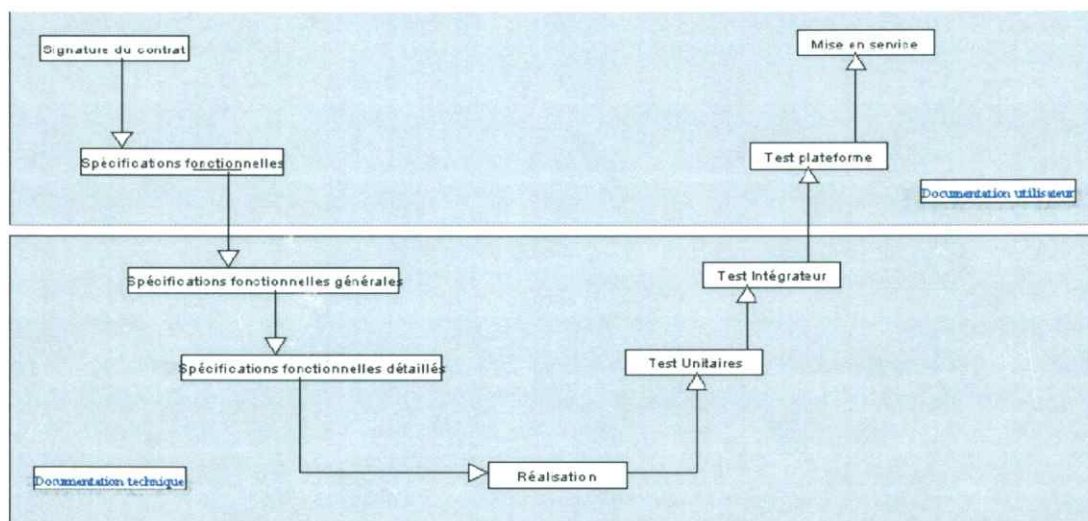 Signature du contrat
Mise en service
Spécifications fonctionnelles
Test plateforme
Documentation utilisateur
Spécifications fonctionnelles générales
Test Intégrateur
Spécifications fonctionnelles détaillés
Test Unitaires
Réalisation
Documentation technique